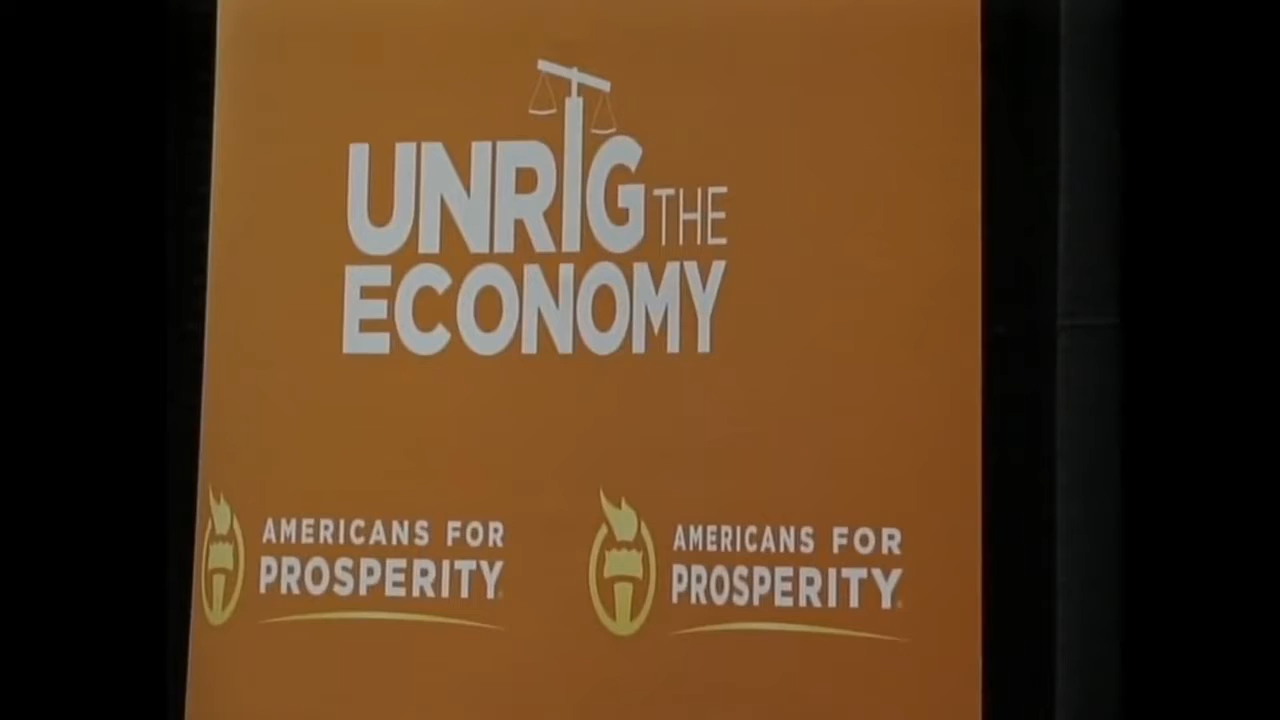 UNRIG THE
ECONOMY
AMERICANS FOR
PROSPERITY
AMERICANS FOR
PROSPERITY